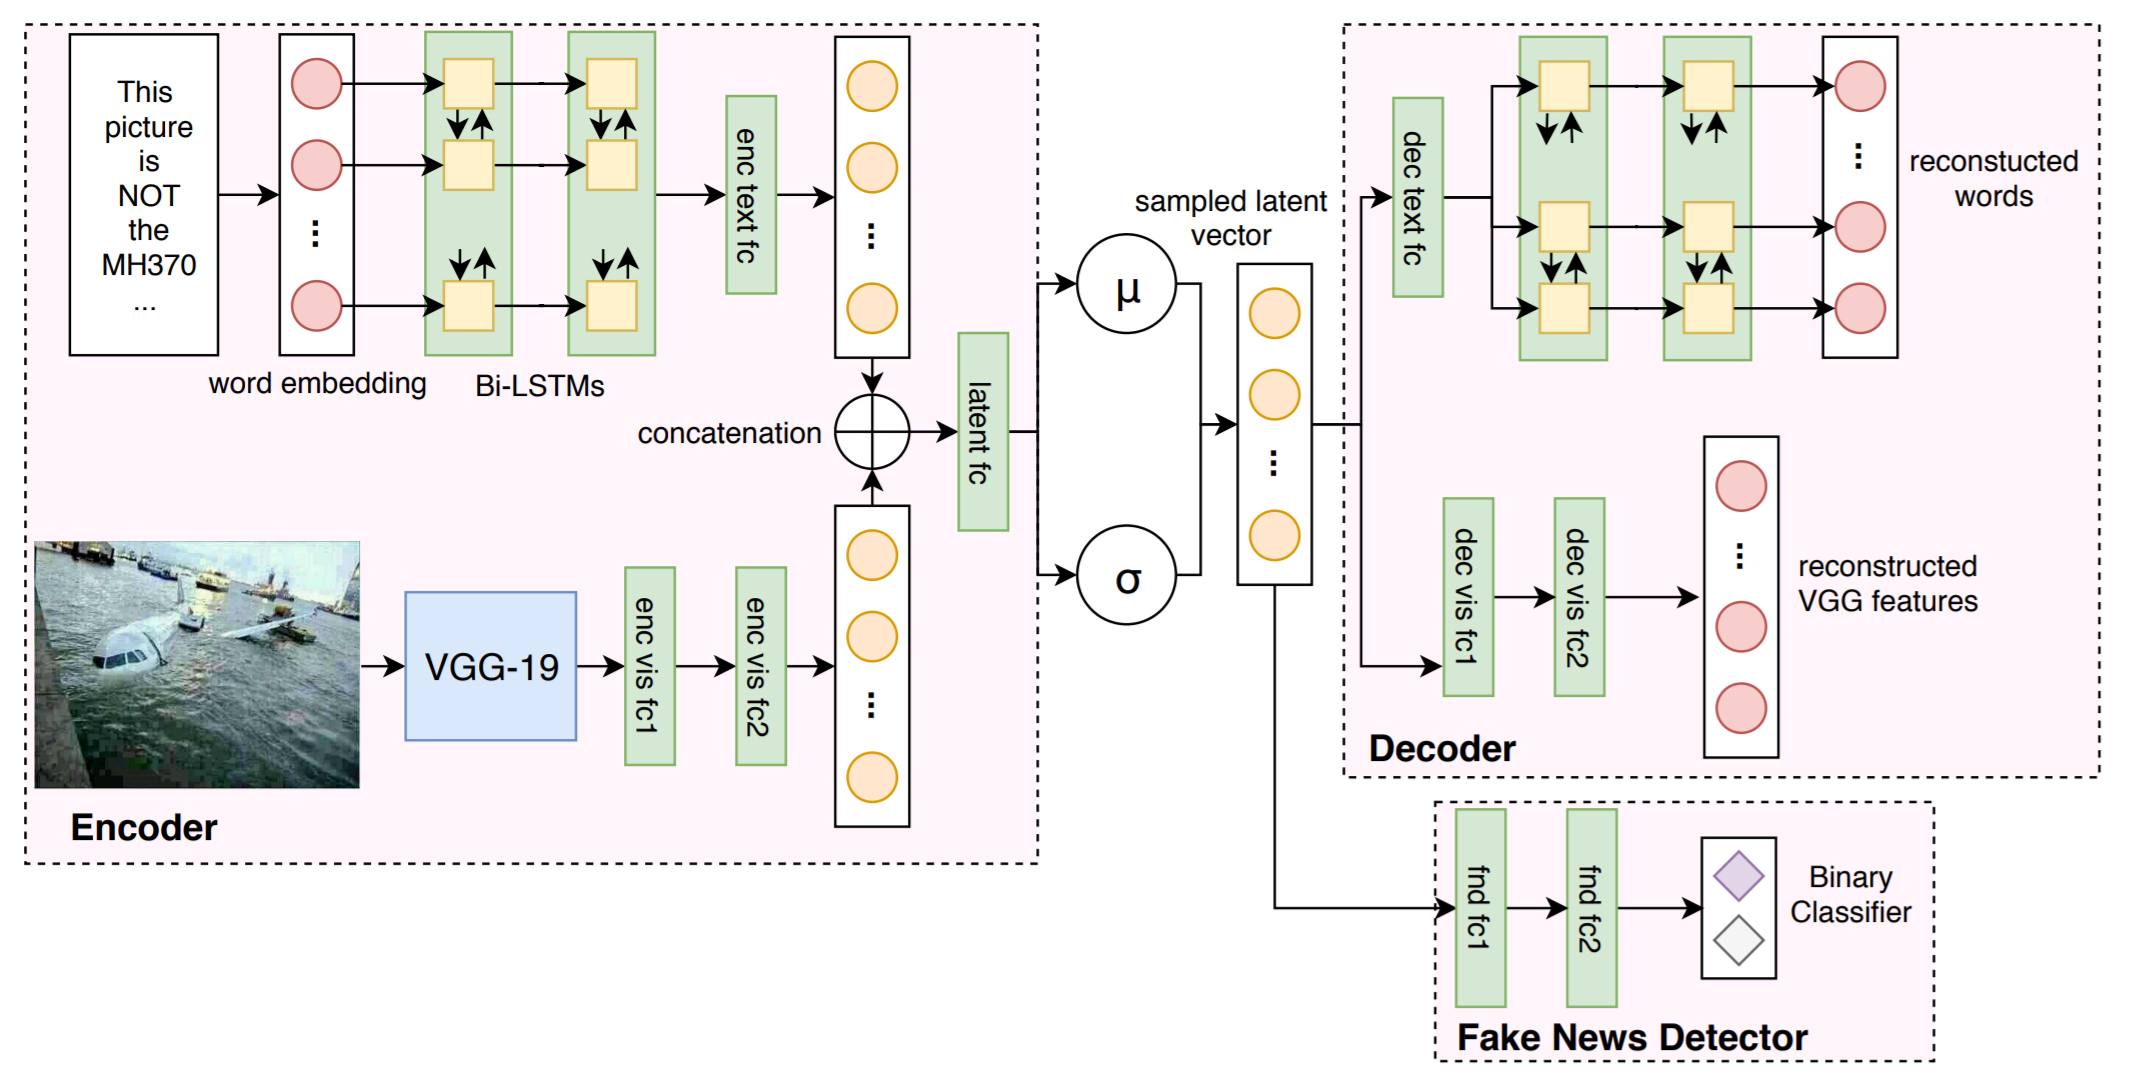 This
picture
is
NOT
the
MH370
...
word embedding
Bi-LSTMs
enc text fc
concatenation
latent fc
VGG-19
enc vis fc1
enc vis fc2
Encoder
μ
σ
sampled latent
vector
dec text fc
reconstucted
words
dec vis fc1
dec vis fc2
reconstructed
VGG features
Decoder
fnd fc1
fnd fc2
Binary
Classifier
Fake News Detector